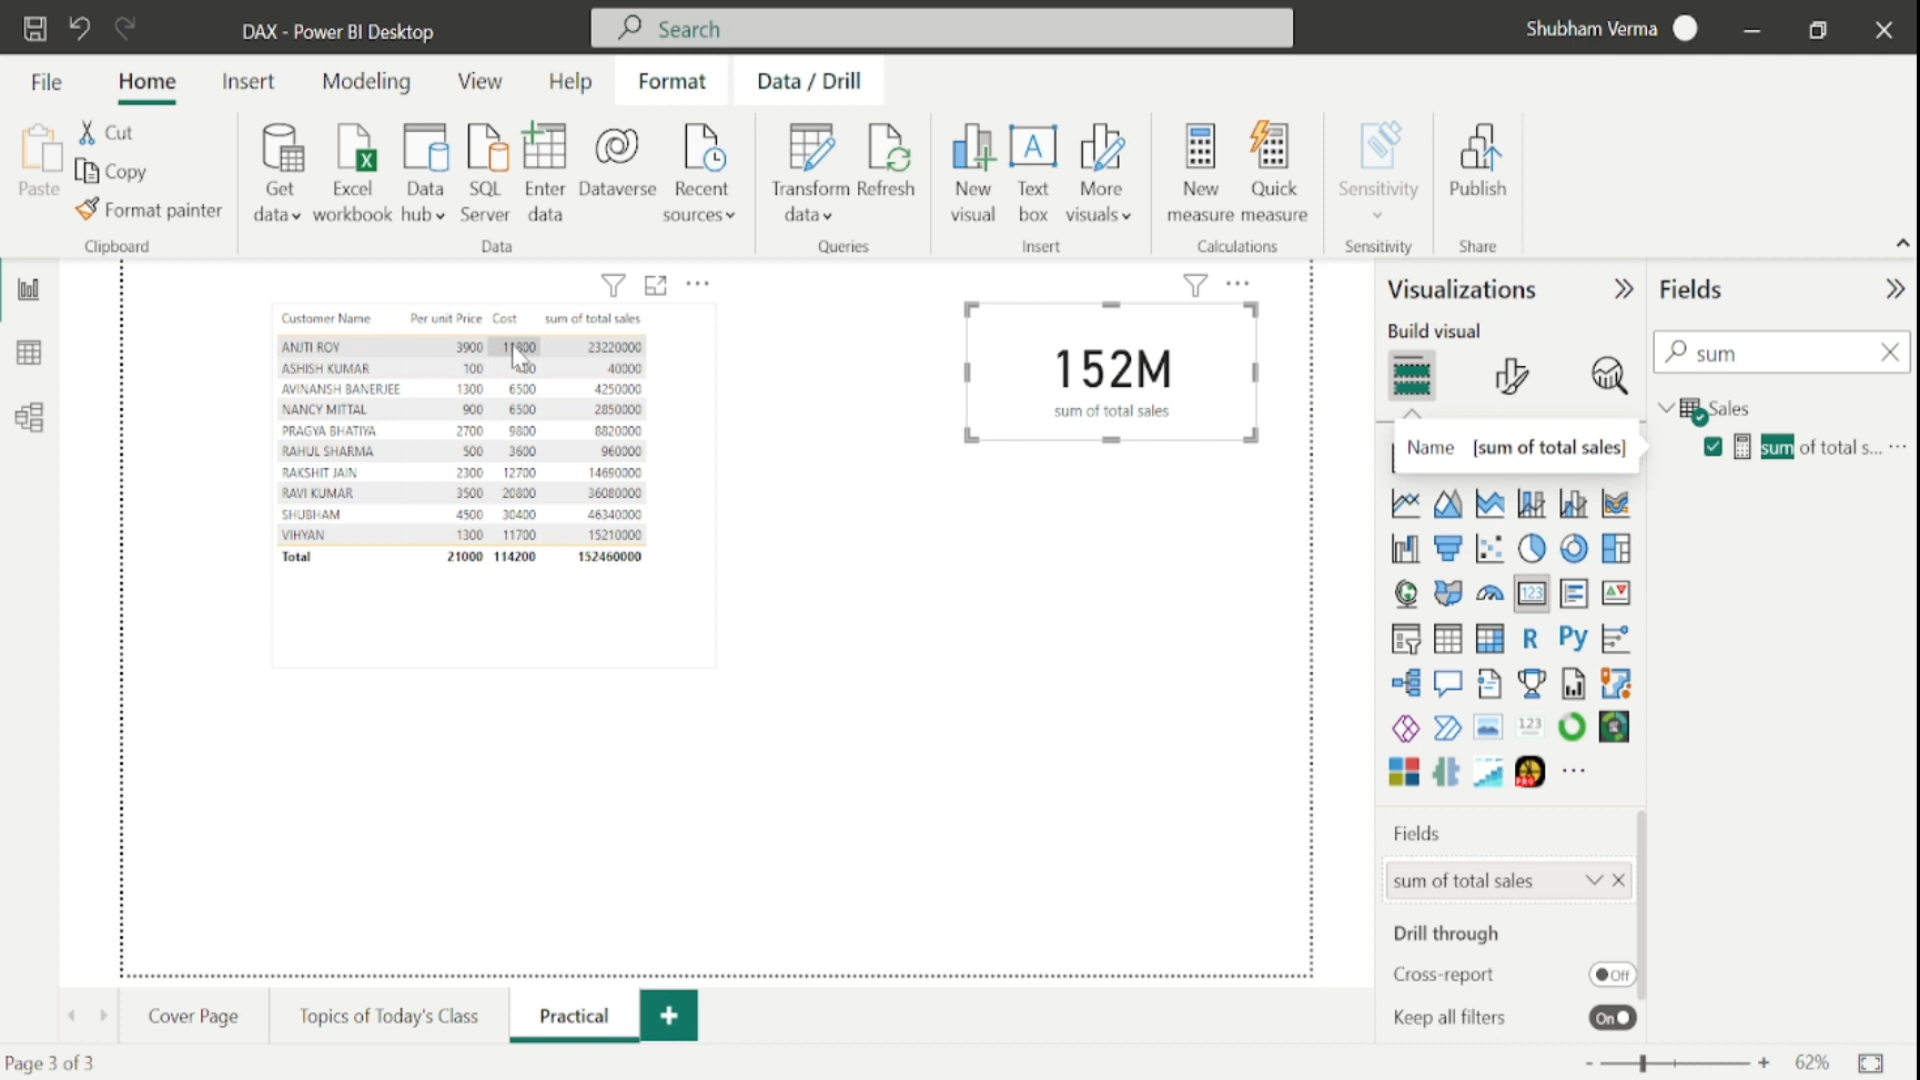 DAX - Power BI Desktop
Search
Shubham Verma
File Home Insert Modeling View Help Format Data / Drill
Paste
Cut
Copy
Format painter
Clipboard
Get data
Excel workbook
Data hub
SQL Server
Enter data
Dataverse
Recent sources
Data
Transform data
Refresh
Queries
New visual
Text box
A
More visuals
Insert
New measure
Quick measure
Calculations
Sensitivity
Sensitivity
Publish
Share
Customer Name Per unit Price Cost sum of total sales
ANJTI ROY 3900 23220000
ASHISH KUMAR 100 40000
AVINANSH BANERJEE 1300 6500 4250000
NANCY MITTAL 900 6500 2850000
PRAGYA BHATIYA 2700 9800 8820000
RAHUL SHARMA 500 3600 960000
RAKSHIT JAIN 2300 12700 14690000
RAVI KUMAR 3500 20800 36080000
SHUBHAM 4500 30400 46340000
VIHYAN 1300 11700 15210000
Total 21000 114200 152460000
152M
sum of total sales
Visualizations
Build visual
Name [sum of total sales]
123
R Py
123
PRO
Fields
sum of total sales
Drill through
Cross-report Off
Keep all filters On
Fields
sum
Sales
sum of total s...
Cover Page Topics of Today's Class Practical
Page 3 of 3
62%